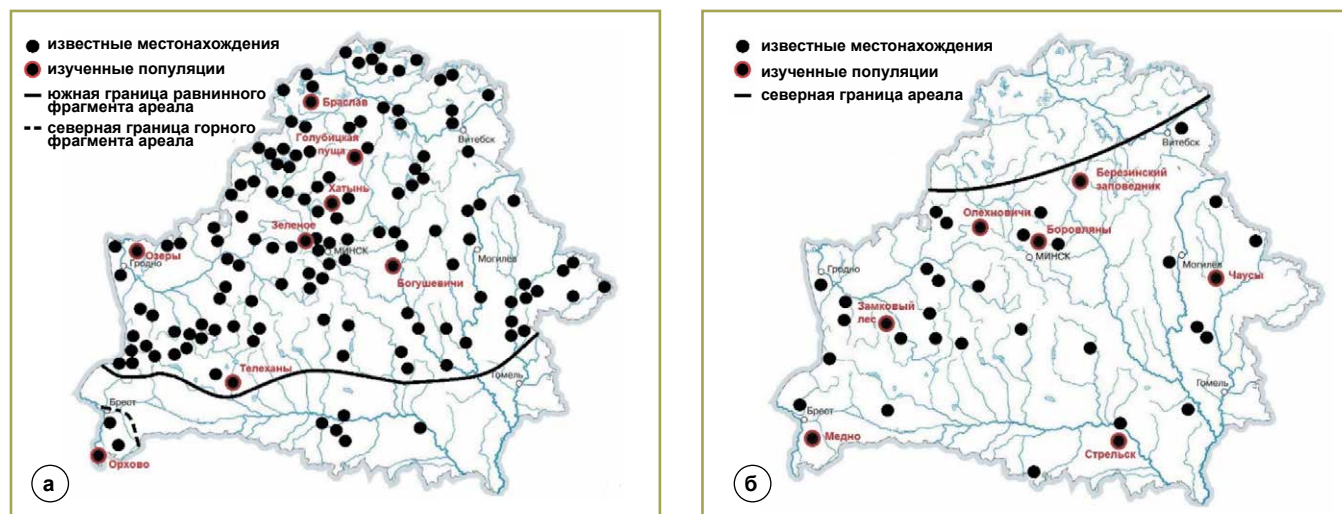 известные местонахождения
изученные популяции
южная граница равнинного
фрагмента ареала
северная граница горного
фрагмента ареала
Браслав
Голубицкая
пуща
Витебск
Хатынь
Зеленое
МИНСК
Озеры
Гродно
Могилев
Богушевичи
Телеханы
Гомель
Брест
Орхово
а
известные местонахождения
изученные популяции
северная граница ареала
Витебск
Березинский
заповедник
Олехновичи
Боровляны
МИНСК
Гродно
Могилев
Чаусы
Замковый
лес
Гомель
Брест
Медно
Стрельск
б